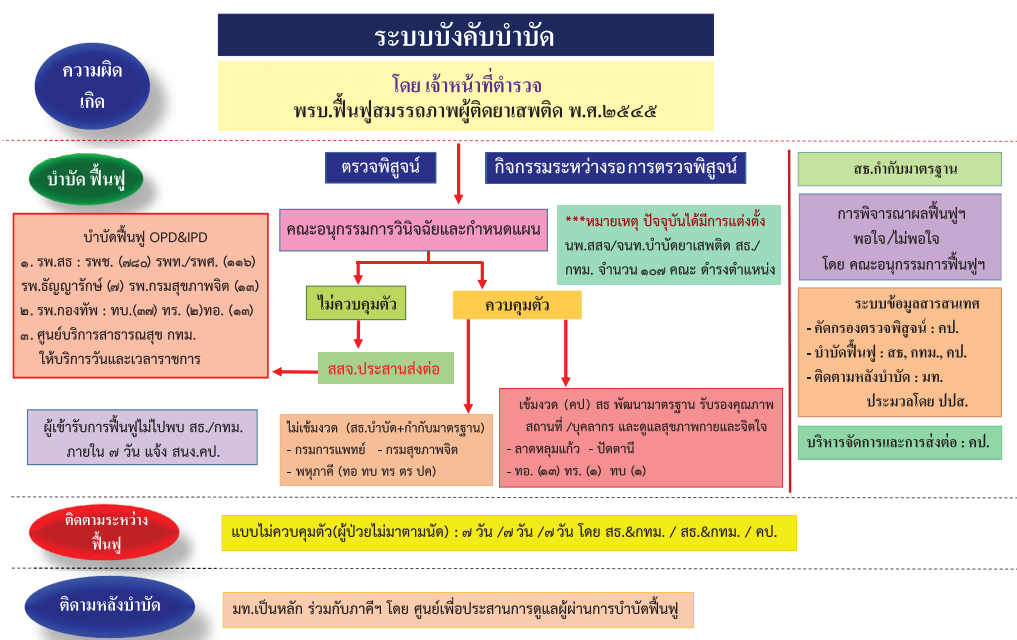 ระบบบังคับบำบัด
ความผิด
เกิด
โดย เจ้าหน้าที่ตำรวจ
พรบ.ฟื้นฟูสมรรถภาพผู้ติดยาเสพติด พ.ศ.๒๕๔๕
บำบัด ฟื้นฟู
ตรวจพิสูจน์
กิจกรรมระหว่างรอ การตรวจพิสูจน์
คณะอนุกรรมการวินิจฉัยและกำหนดแผน
***หมายเหตุ ปัจจุบันได้มีการแต่งตั้ง
นพ.สสจ/จนท.บำบัดยาเสพติด สธ./
กทม. จำนวน ๑๐๗ คณะ ดำรงตำแหน่ง
ไม่ควบคุมตัว
ควบคุมตัว
สสจ.ประสานส่งต่อ
บำบัดฟื้นฟู OPD&IPD
๑. รพ.สธ : รพช. (๗๘๐) รพท./รพศ. (๑๑๖)
รพ.ธัญญารักษ์ (๗) รพ.กรมสุขภาพจิต (๑๓)
๒. รพ.กองทัพ : ทบ.(๓๗) ทร. (๒)ทอ. (๑๓)
๓. ศูนย์บริการสาธารณสุข กทม.
ให้บริการวันและเวลาราชการ
ผู้เข้ารับการฟื้นฟูไม่ไปพบ สธ./กทม.
ภายใน ๗ วัน แจ้ง สนง.คป.
ไม่เข้มงวด (สธ.บำบัด+กำกับมาตรฐาน)
- กรมการแพทย์ - กรมสุขภาพจิต
- พหุภาคี (ทอ ทบ ทร ตร ปค)
เข้มงวด (คป) สธ พัฒนามาตรฐาน รับรองคุณภาพ
สถานที่ /บุคลากร และดูแลสุขภาพกายและจิตใจ
- ลาดหลุมแก้ว - ปัตตานี
- ทอ. (๑๓) ทร. (๑) ทบ (๑)
สธ.กำกับมาตรฐาน
การพิจารณาผลฟื้นฟูฯ
พอใจ/ไม่พอใจ
โดย คณะอนุกรรมการฟื้นฟูฯ
ระบบข้อมูลสารสนเทศ
- คัดกรองตรวจพิสูจน์ : คป.
- บำบัดฟื้นฟู : สธ, กทม., คป.
- ติดตามหลังบำบัด : มท.
ประมวลโดย ปปส.
บริหารจัดการและการส่งต่อ : คป.
ติดตามระหว่าง
ฟื้นฟู
แบบไม่ควบคุมตัว(ผู้ป่วยไม่มาตามนัด) : ๗ วัน /๗ วัน /๗ วัน โดย สธ.&กทม. / สธ.&กทม. / คป.
ติดามหลังบำบัด
มท.เป็นหลัก ร่วมกับภาคีฯ โดย ศูนย์เพื่อประสานการดูแลผู้ผ่านการบำบัดฟื้นฟู